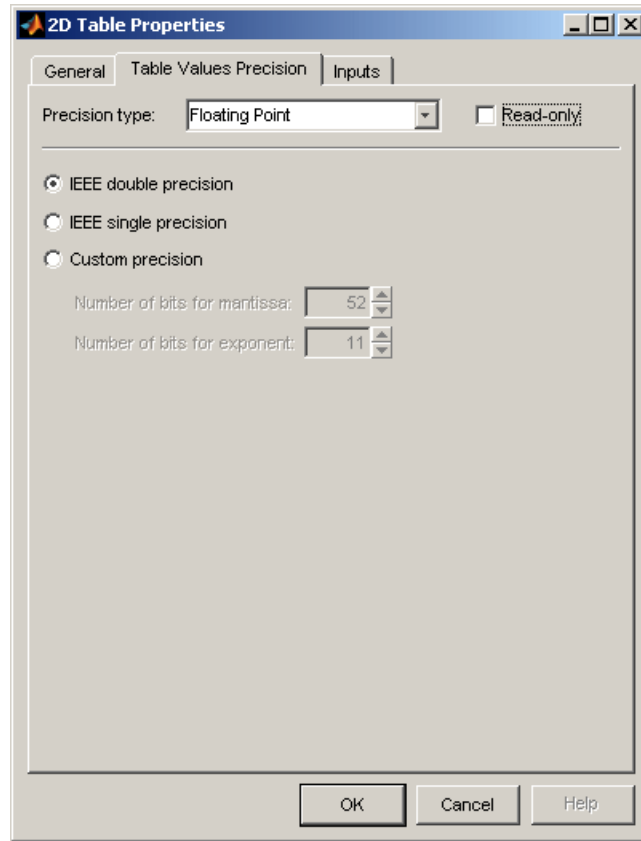 2D Table Properties
General Table Values Precision Inputs
Precision type: Floating Point Read-only
IEEE double precision
IEEE single precision
Custom precision
Number of bits for mantissa: 52
Number of bits for exponent: 11
OK Cancel Help